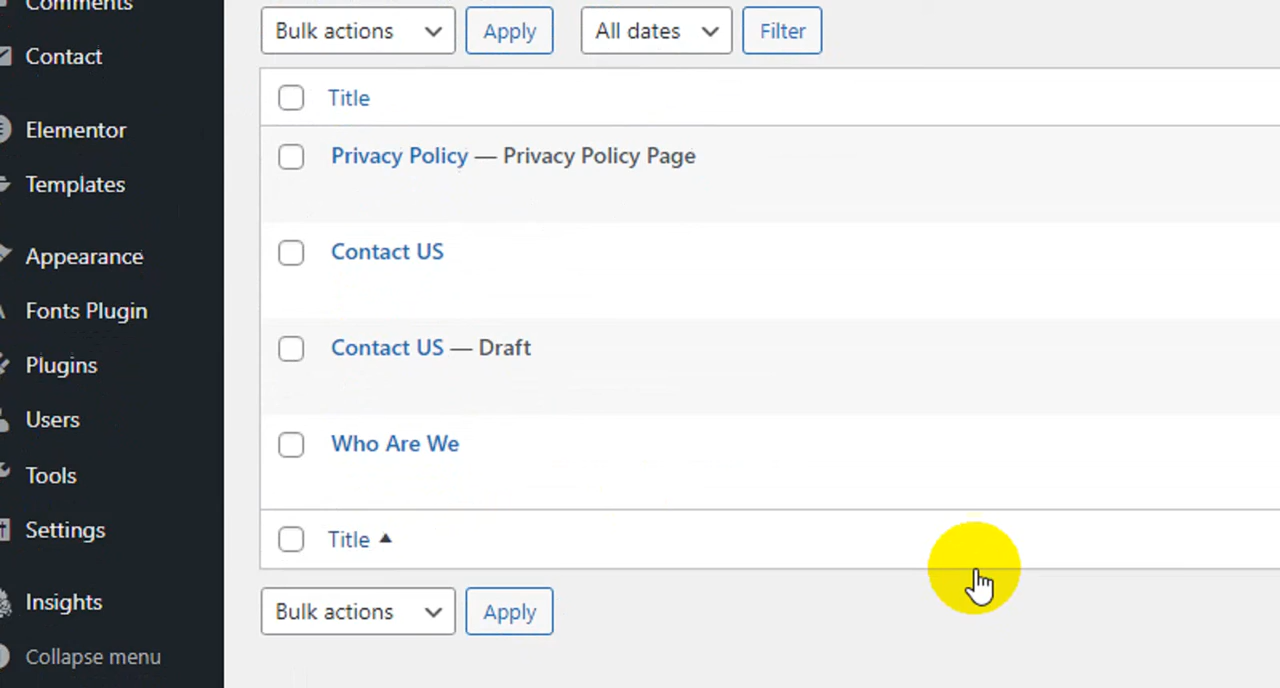 Comments
Contact
Elementor
Templates
Appearance
Fonts Plugin
Plugins
Users
Tools
Settings
Insights
Collapse menu
Bulk actions Apply All dates Filter
Title
Privacy Policy — Privacy Policy Page
Contact US
Contact US — Draft
Who Are We
Title
Bulk actions Apply